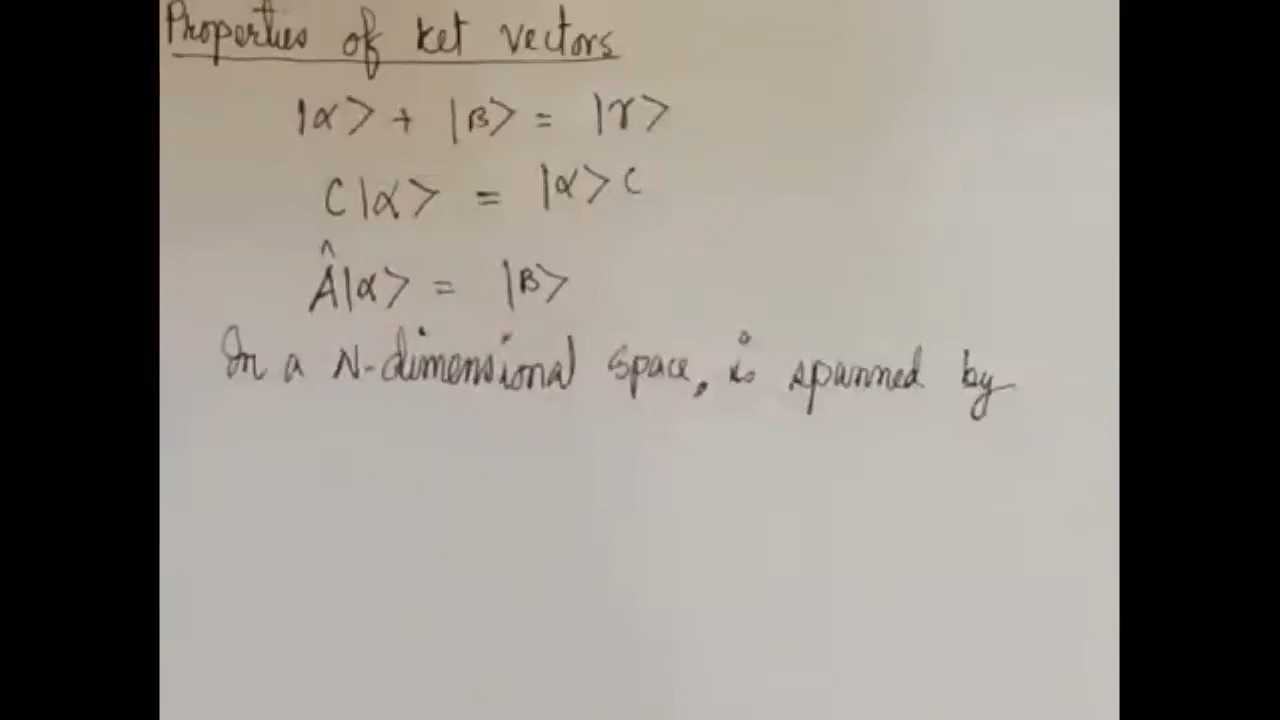 Properties of ket vectors
|α> + |β> = |γ>
C|α> = |α> C
Â|α> = |β>
In a N-dimensional space, is spanned by